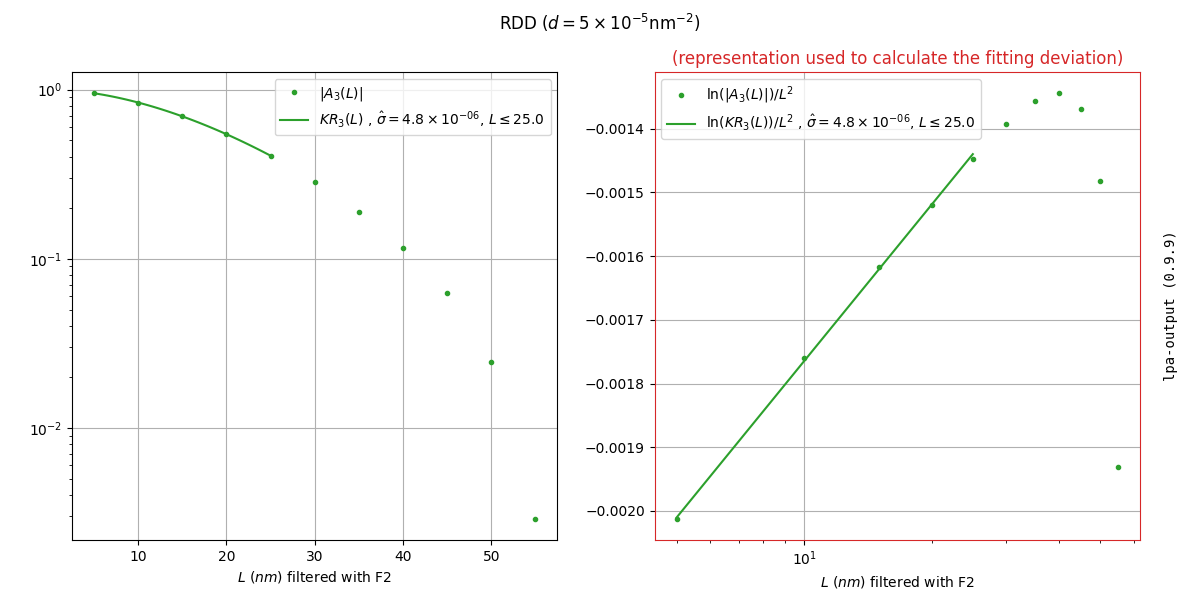 RDD (d = 5 × 10⁻⁵nm⁻²)
|A₃(L)|
KR₃(L) , σ̂ = 4.8 × 10⁻⁰⁶, L ≤ 25.0
10⁰
10⁻¹
10⁻²
10 20 30 40 50
L (nm) filtered with F2
(representation used to calculate the fitting deviation)
ln(|A₃(L)|)/L²
ln(KR₃(L))/L² , σ̂ = 4.8 × 10⁻⁰⁶, L ≤ 25.0
−0.0014
−0.0015
−0.0016
−0.0017
−0.0018
−0.0019
−0.0020
10¹
L (nm) filtered with F2
lpa-output (0.9.9)